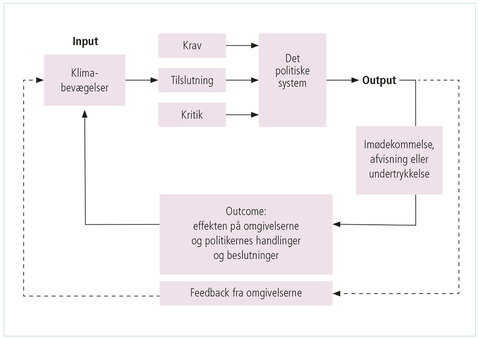 Input
Klima-
bevægelser
Krav
Tilslutning
Kritik
Det
politiske
system
Output
Imødekommelse,
afvisning eller
undertrykkelse
Outcome:
effekten på omgivelserne
og politikernes handlinger
og beslutninger
Feedback fra omgivelserne